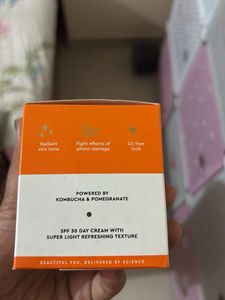 Radiant
skin tone
Fight effects of
photo-damage
Oil free
look
POWERED BY
KOMBUCHA & POMEGRANATE
SPF 30 DAY CREAM WITH
SUPER LIGHT REFRESHING TEXTURE
BEAUTIFUL YOU, DELIVERED BY SCIENCE